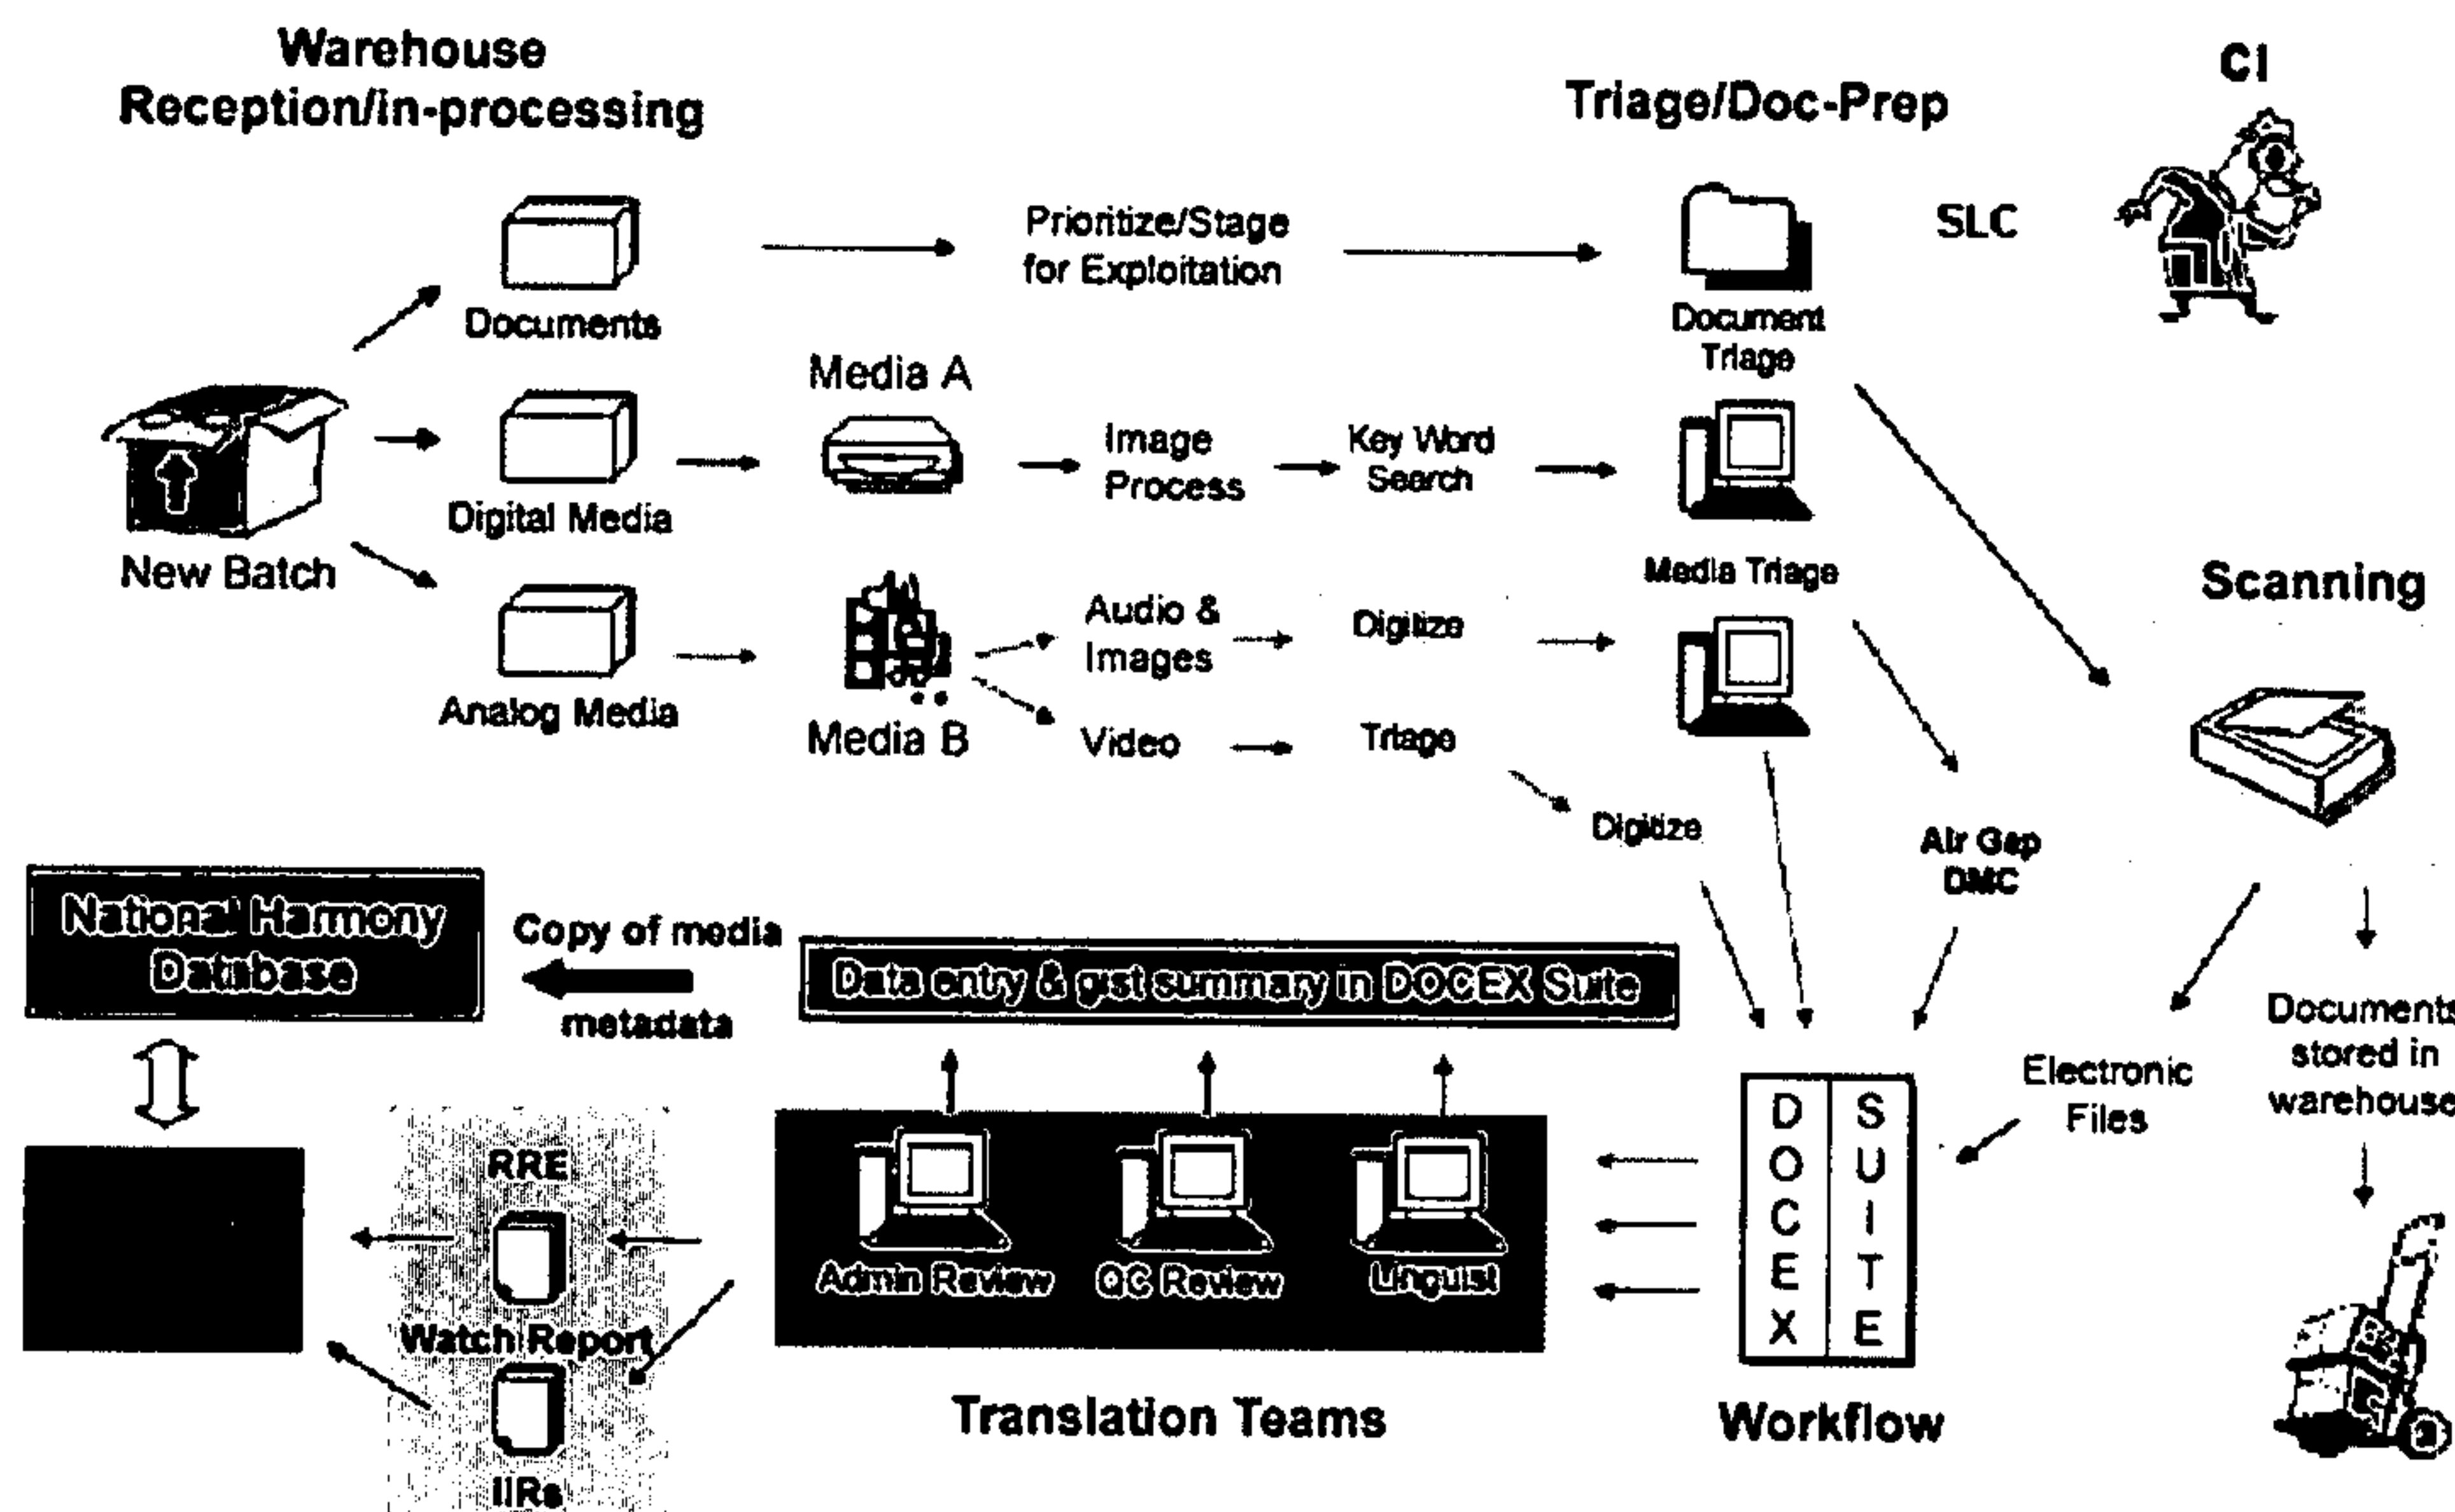 Warehouse
Reception/in-processing
Triage/Doc-Prep
CI
Documents
Prioritize/Stage
for Exploitation
Document
Triage
SLC
New Batch
Digital Media
Media A
Image
Process
Key Word
Search
Media Triage
Analog Media
Media B
Audio &
Images
Digitize
Video
Triage
Digitize
Air Gap
DMC
Scanning
National Harmony
Database
Copy of media
metadata
Data entry & gist summary in DOCEX Suite
Electronic
Files
Documents
stored in
warehouse
RRE
Watch Report
IIRs
Admin Review
QC Review
Linguist
Translation Teams
DOCEX
SUITE
Workflow